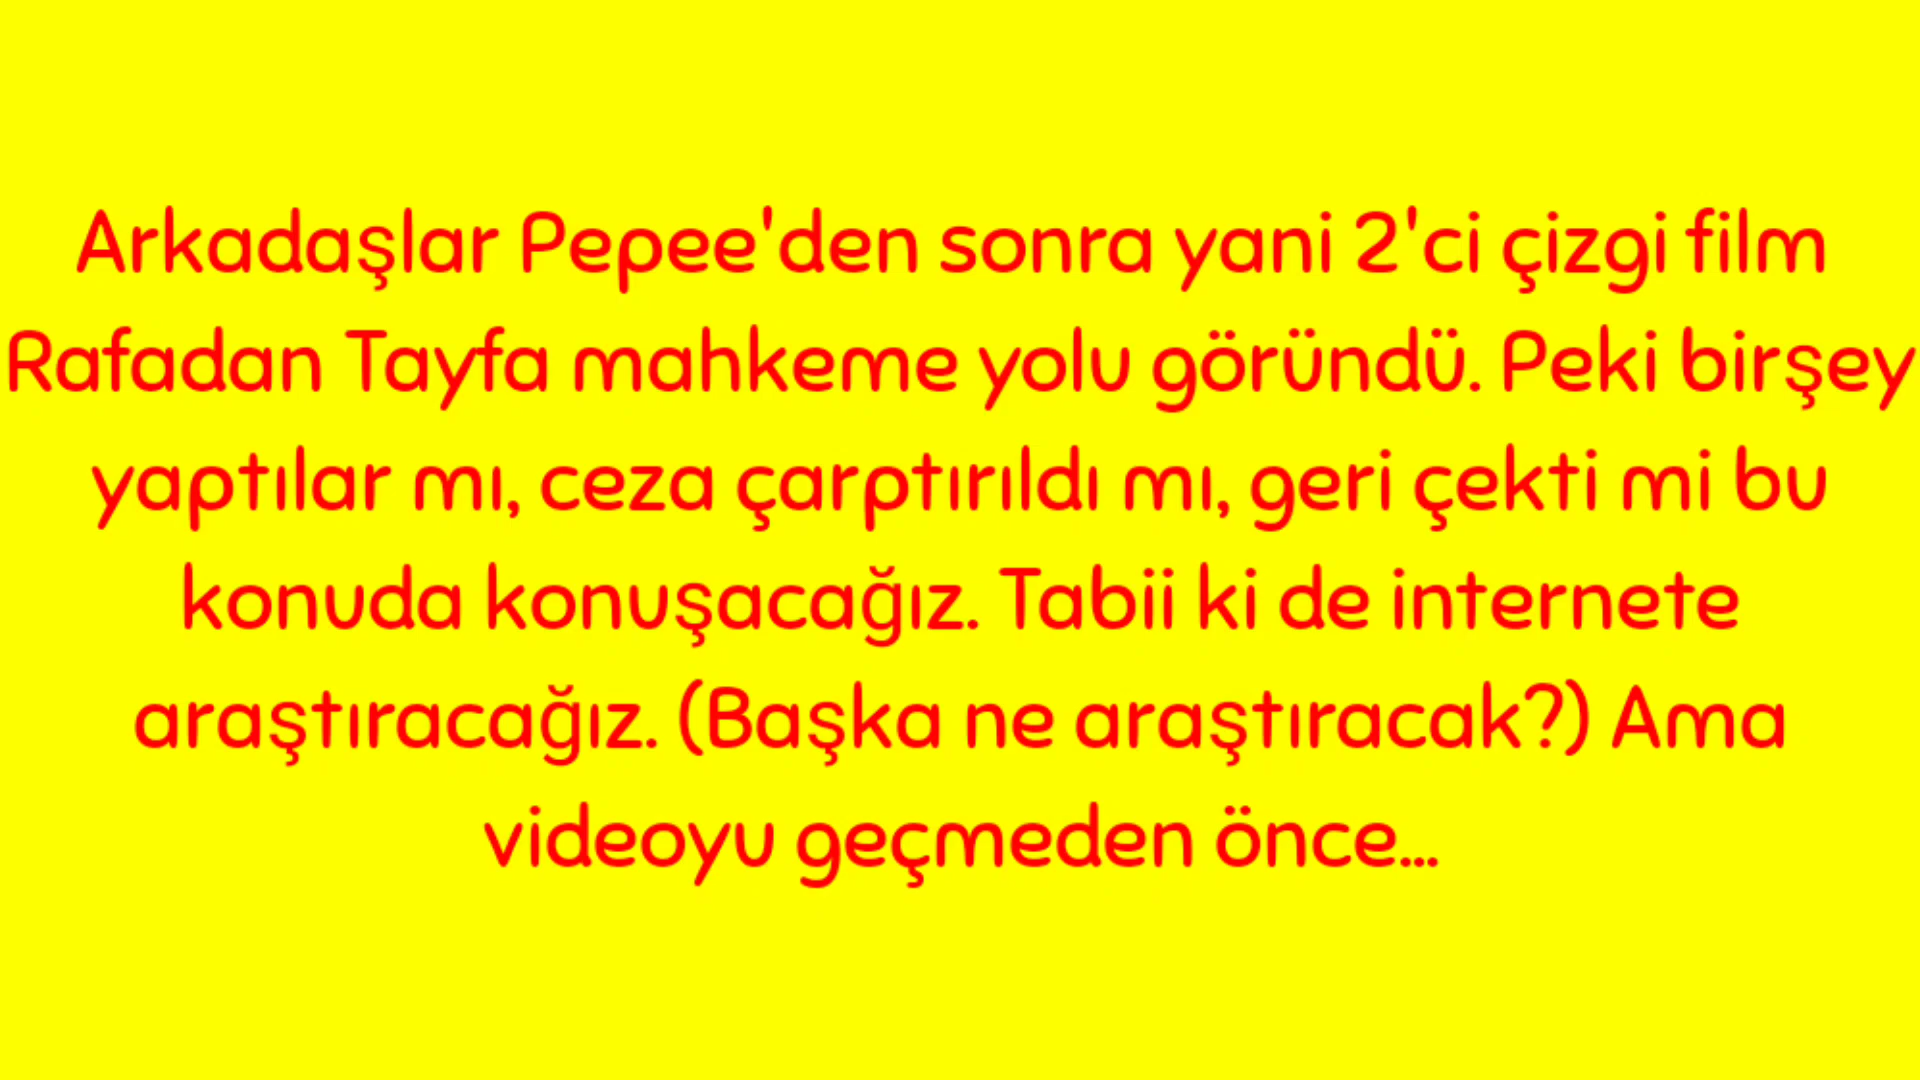 Arkadaşlar Pepee'den sonra yani 2'ci çizgi film
Rafadan Tayfa mahkeme yolu göründü. Peki birşey
yaptılar mı, ceza çarptırıldı mı, geri çekti mi bu
konuda konuşacağız. Tabii ki de internete
araştıracağız. (Başka ne araştıracak?) Ama
videoyu geçmeden önce...